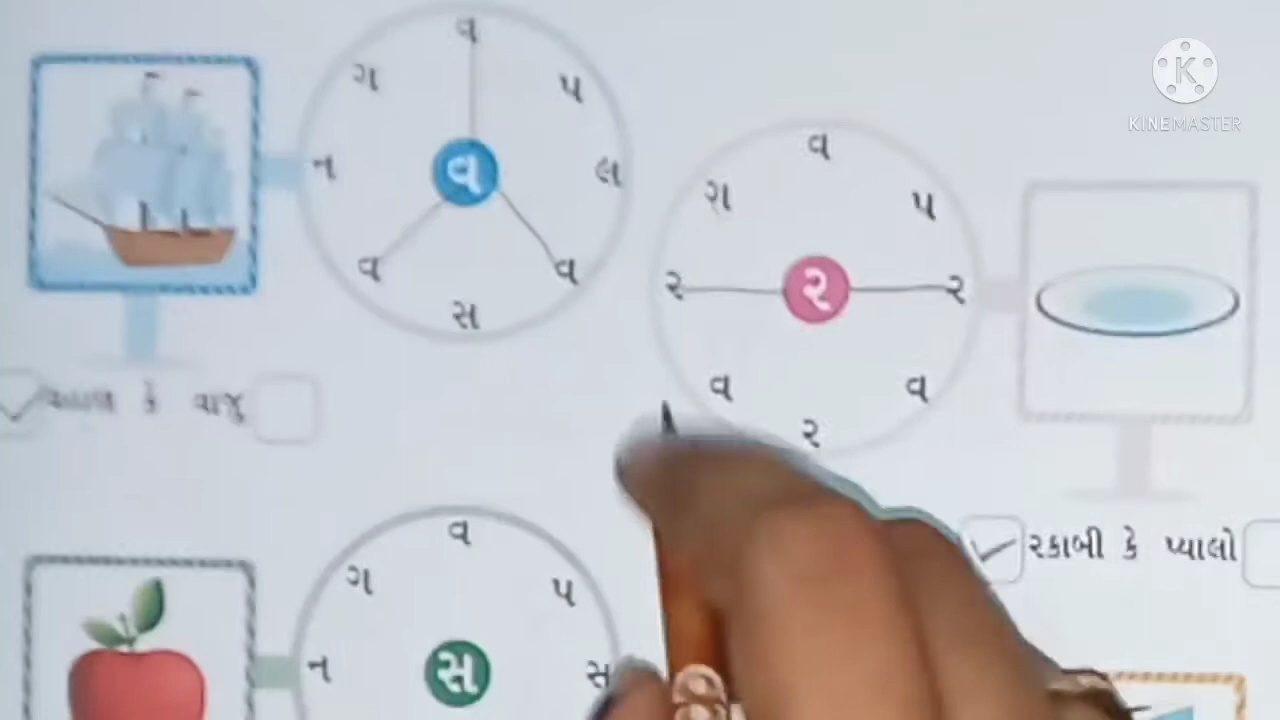 વ
ગ
પ
ન
વ
લ
વ
વ
સ
કે વાજુ
વ
ગ
પ
ર
ર
ર
વ
વ
ર
રકાબી કે પ્યાલો
વ
ગ
પ
ન
સ
સ
K
KINEMASTER